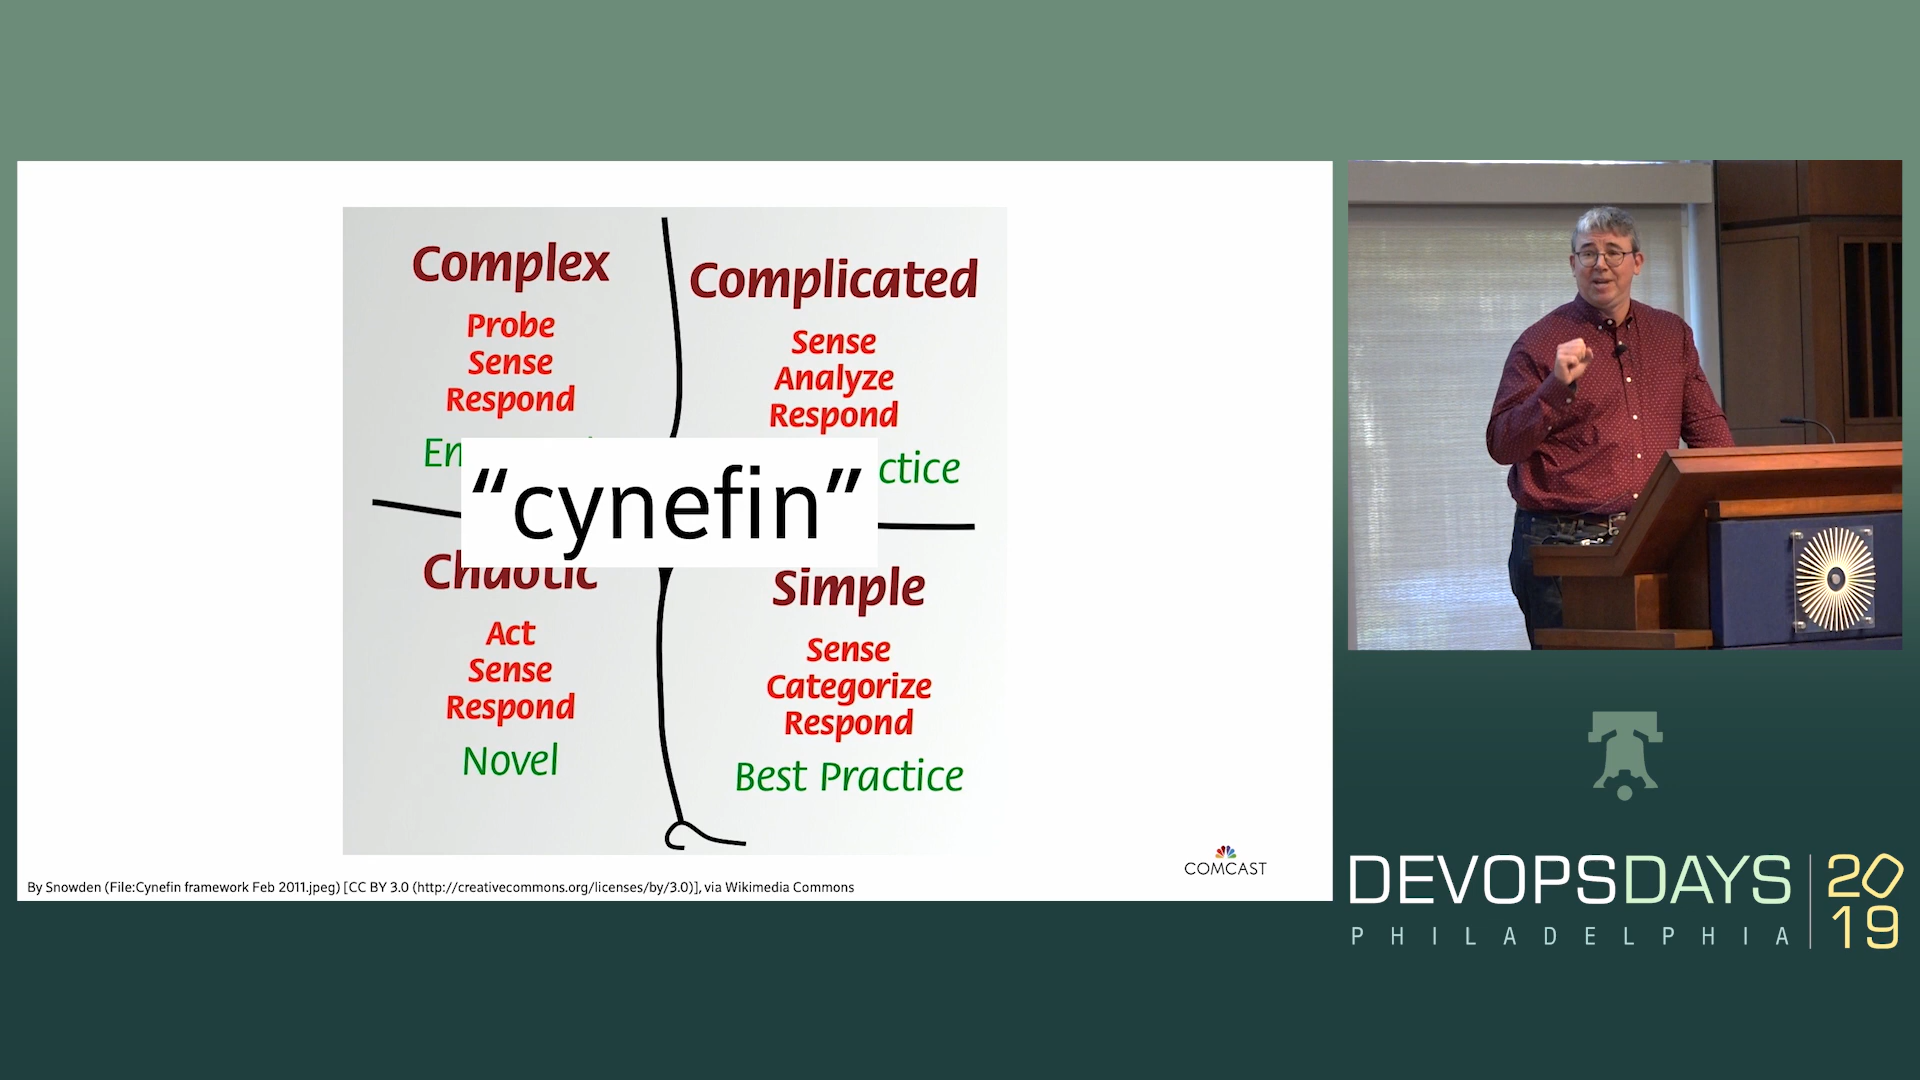 Complex
Probe
Sense
Respond
Complicated
Sense
Analyze
Respond
“cynefin”
Chaotic
Act
Sense
Respond
Novel
Simple
Sense
Categorize
Respond
Best Practice
COMCAST
By Snowden (File:Cynefin framework Feb 2011.jpeg) [CC BY 3.0 (http://creativecommons.org/licenses/by/3.0)], via Wikimedia Commons
DEVOPSDAYS
PHILADELPHIA
20
19